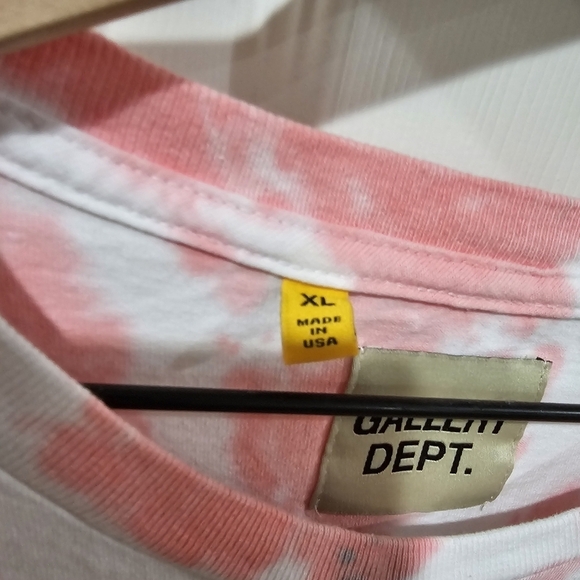 XL
MADE
IN
USA
GALLERY
DEPT.